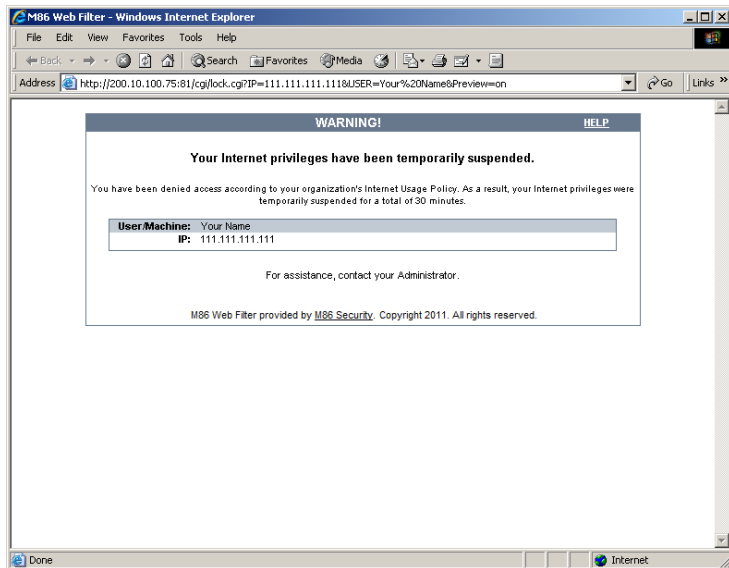 M86 Web Filter - Windows Internet Explorer
File Edit View Favorites Tools Help
Back Search Favorites Media
Address http://200.10.100.75:81/cgi/lock.cgi?IP=111.111.111.111&USER=Your%20Name&Preview=on Go Links »
WARNING! HELP
Your Internet privileges have been temporarily suspended.
You have been denied access according to your organization's Internet Usage Policy. As a result, your Internet privileges were
temporarily suspended for a total of 30 minutes.
User/Machine: Your Name
IP: 111.111.111.111
For assistance, contact your Administrator.
M86 Web Filter provided by M86 Security. Copyright 2011. All rights reserved.
Done Internet